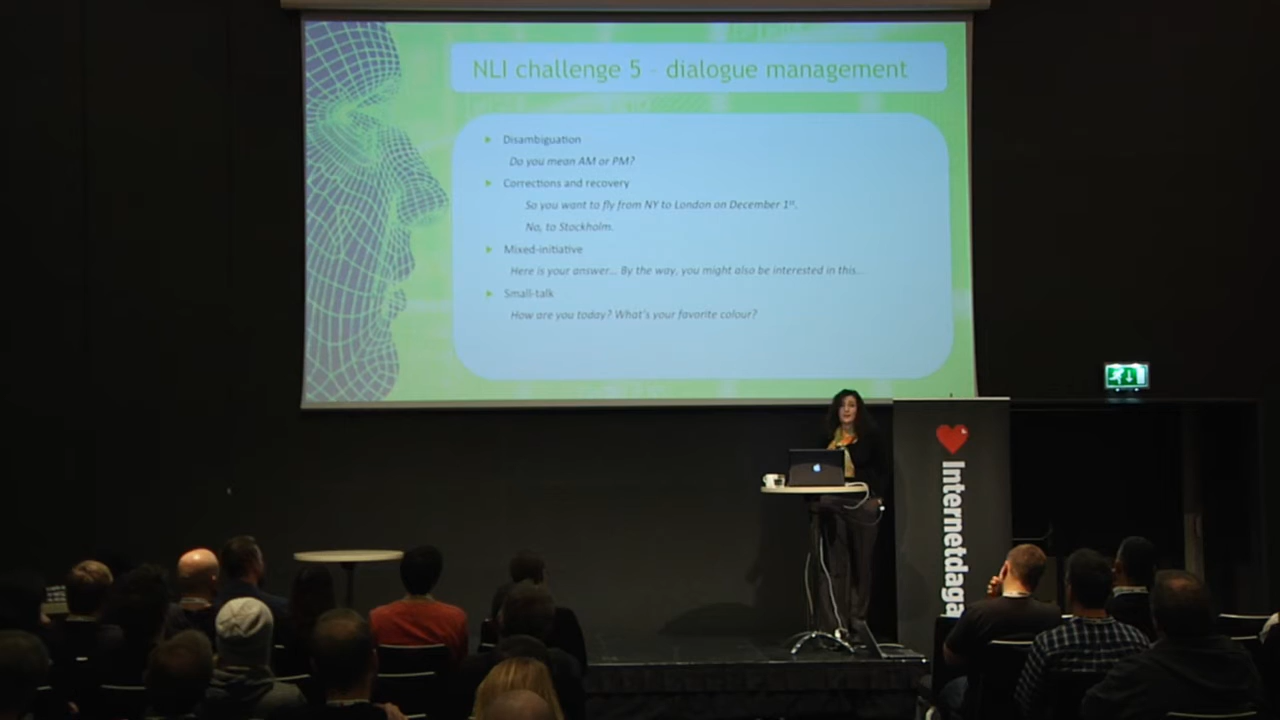 NLI challenge 5 - dialogue management
Disambiguation
Do you mean AM or PM?
Corrections and recovery
So you want to fly from NY to London on December 1st.
No, to Stockholm.
Mixed-initiative
Here is your answer... By the way, you might also be interested in this...
Small-talk
How are you today? What's your favorite colour?
Internetdaga